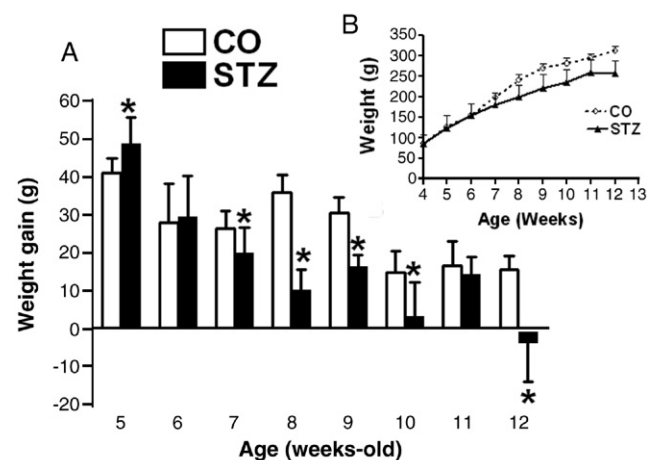 A
CO
STZ
Weight gain (g)
60
50
40
30
20
10
0
-10
-20
* * * * * *
5 6 7 8 9 10 11 12
Age (weeks-old)
B
Weight (g)
350
300
250
200
150
100
50
0
4 5 6 7 8 9 10 11 12 13
Age (Weeks)
CO
STZ